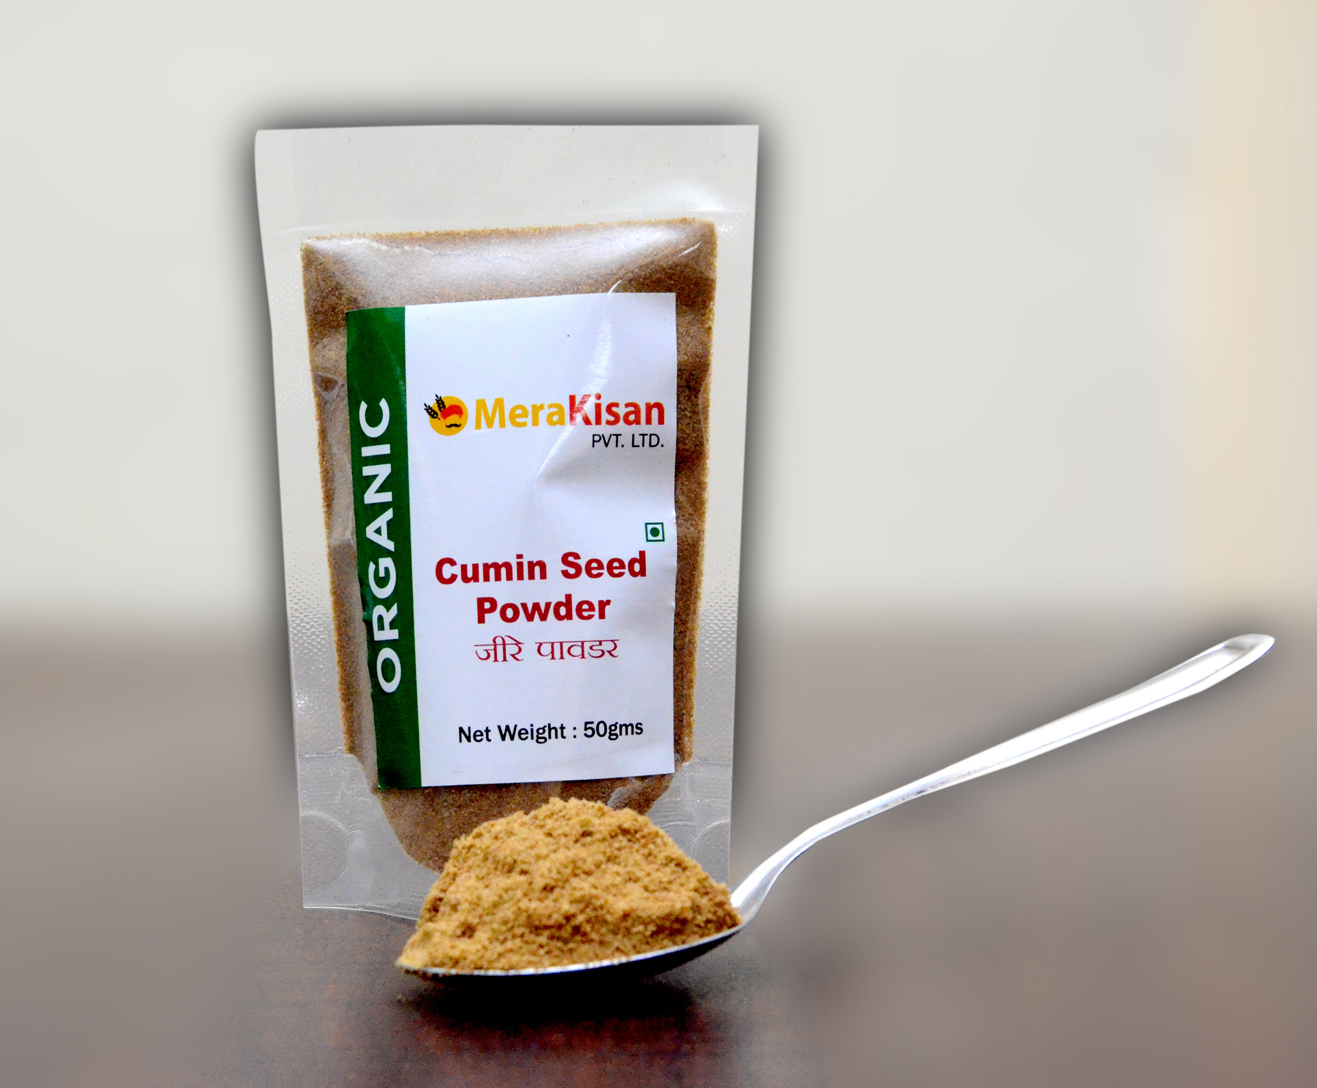 ORGANIC
MeraKisan
PVT. LTD.
Cumin Seed
Powder
जीरे पावडर
Net Weight : 50gms